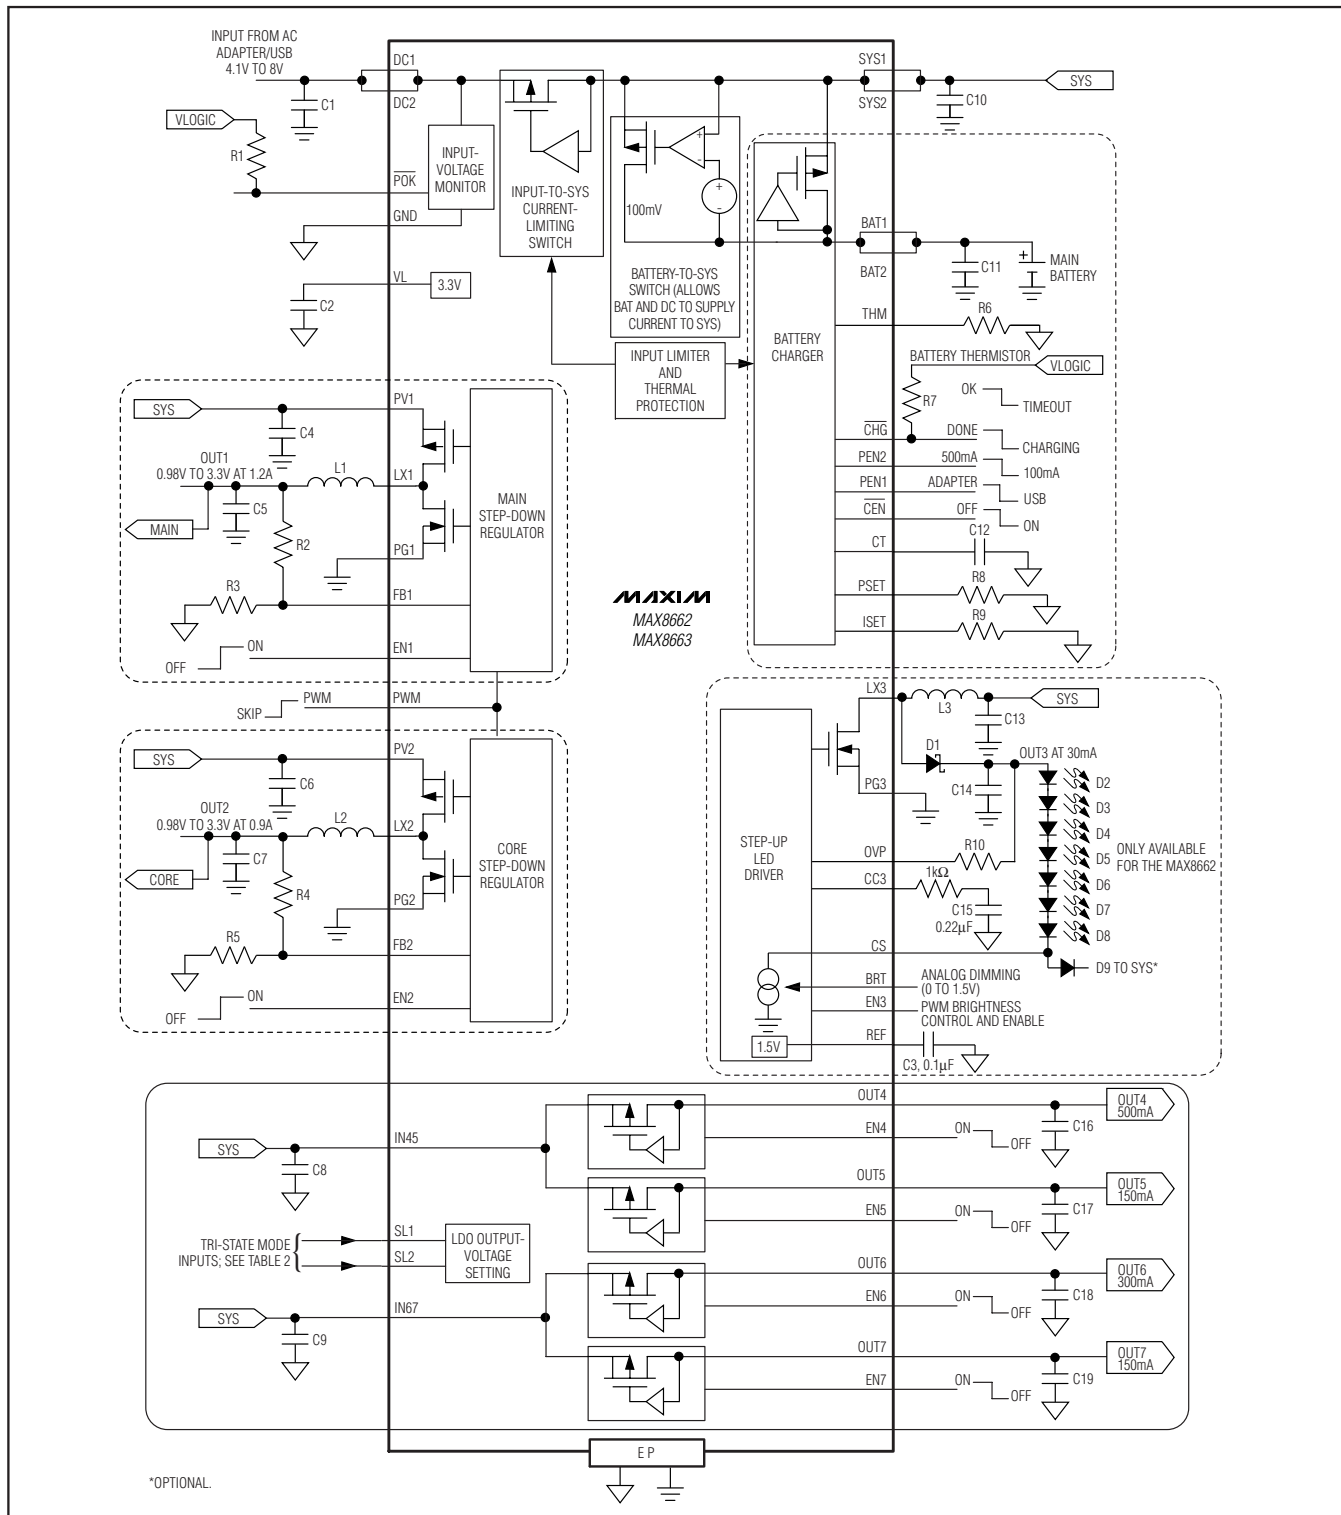 INPUT FROM AC
ADAPTER/USB
4.1V TO 8V
DC1
DC2
C1
VLOGIC
R1
POK
INPUT-
VOLTAGE
MONITOR
GND
INPUT-TO-SYS
CURRENT-
LIMITING
SWITCH
+
-
+
-
100mV
BATTERY-TO-SYS
SWITCH (ALLOWS
BAT AND DC TO SUPPLY
CURRENT TO SYS)
SYS1
SYS2
C10
SYS
BAT1
BAT2
C11
+
MAIN
BATTERY
VL
3.3V
C2
INPUT LIMITER
AND
THERMAL
PROTECTION
BATTERY
CHARGER
THM
R6
BATTERY THERMISTOR
VLOGIC
R7
OK
TIMEOUT
CHG
DONE
CHARGING
PEN2
500mA
100mA
PEN1
ADAPTER
USB
CEN
OFF
ON
CT
C12
PSET
R8
ISET
R9
SYS
PV1
C4
OUT1
0.98V TO 3.3V AT 1.2A
L1
LX1
C5
MAIN
R2
PG1
R3
FB1
ON
OFF
EN1
MAIN
STEP-DOWN
REGULATOR
MAXIM
MAX8662
MAX8663
PWM
SKIP
PWM
SYS
PV2
C6
OUT2
0.98V TO 3.3V AT 0.9A
L2
LX2
C7
CORE
R4
PG2
R5
FB2
ON
OFF
EN2
CORE
STEP-DOWN
REGULATOR
LX3
L3
SYS
C13
D1
OUT3 AT 30mA
PG3
C14
D2
D3
D4
D5
D6
D7
D8
ONLY AVAILABLE
FOR THE MAX8662
STEP-UP
LED
DRIVER
OVP
R10
CC3
1kΩ
C15
0.22µF
CS
D9 TO SYS*
BRT
ANALOG DIMMING
(0 TO 1.5V)
EN3
PWM BRIGHTNESS
CONTROL AND ENABLE
REF
1.5V
C3, 0.1µF
SYS
IN45
C8
OUT4
OUT4
500mA
EN4
ON
OFF
C16
OUT5
OUT5
150mA
EN5
ON
OFF
C17
TRI-STATE MODE
INPUTS; SEE TABLE 2
SL1
SL2
LDO OUTPUT-
VOLTAGE
SETTING
SYS
IN67
C9
OUT6
OUT6
300mA
EN6
ON
OFF
C18
OUT7
OUT7
150mA
EN7
ON
OFF
C19
EP
*OPTIONAL.